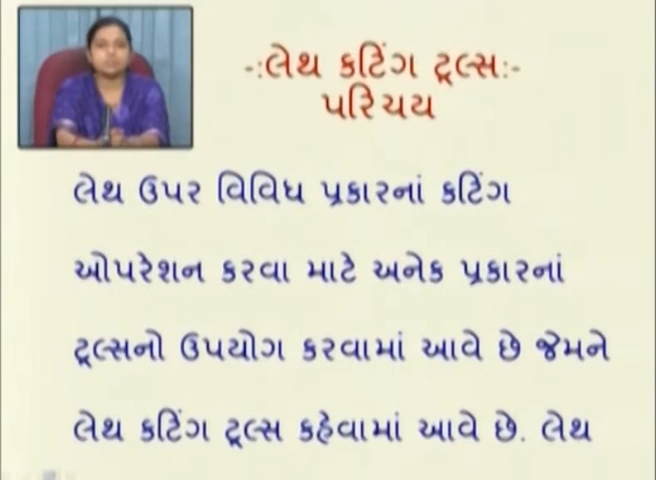 -:લેથ કટિંગ ટૂલ્સ:-
પરિચય
લેથ ઉપર વિવિધ પ્રકારનાં કટિંગ
ઓપરેશન કરવા માટે અનેક પ્રકારનાં
ટૂલ્સનો ઉપયોગ કરવામાં આવે છે જેમને
લેથ કટિંગ ટૂલ્સ કહેવામાં આવે છે. લેથ